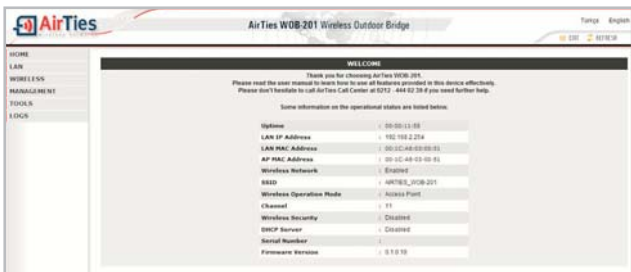 AirTies
AirTies WOB-201 Wireless Outdoor Bridge
Türkçe English
EXIT REFRESH
HOME
LAN
WIRELESS
MANAGEMENT
TOOLS
LOGS
WELCOME
Thank you for choosing AirTies WOB-201.
Please read the user manual to learn how to use all features provided in this device effectively.
Please don't hesitate to call AirTies Call Center at 0212 - 444 02 39 if you need further help.
Some information on the operational status are listed below.
Uptime :
LAN IP Address : 192.168.2.254
LAN MAC Address :
AP MAC Address :
Wireless Network : Enabled
SSID : AIRTIES_WOB-201
Wireless Operation Mode : Access Point
Channel : 11
Wireless Security : Disabled
DHCP Server : Disabled
Serial Number :
Firmware Version :